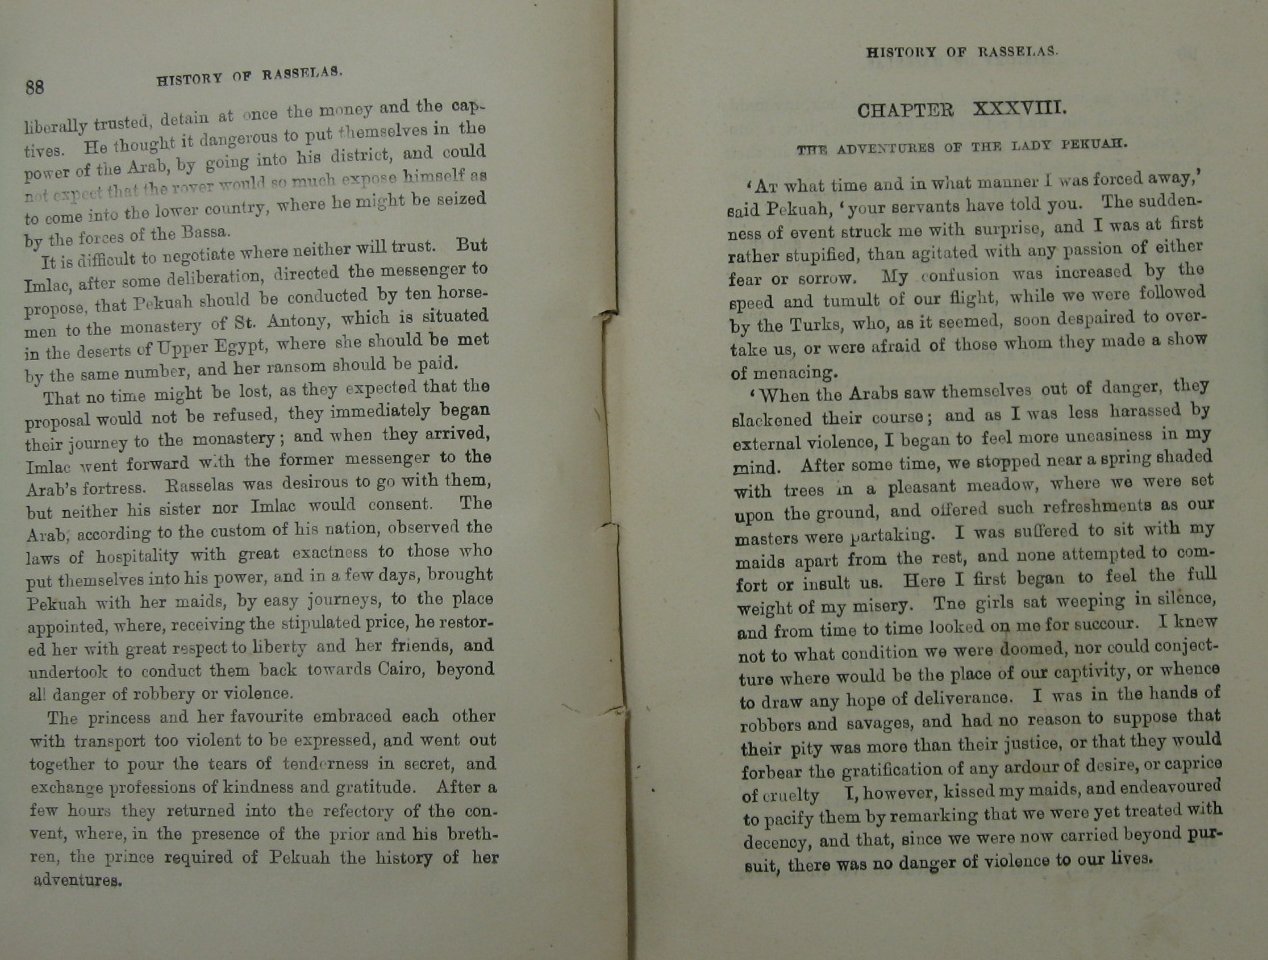 88
HISTORY OF RASSELAS.
liberally trusted, detain at once the money and the cap-
tives. He thought it dangerous to put themselves in the
power of the Arab, by going into his district, and could
not expect that the rover would so much expose himself as
to come into the lower country, where he might be seized
by the forces of the Bassa.
It is difficult to negotiate where neither will trust. But
Imlac, after some deliberation, directed the messenger to
propose, that Pekuah should be conducted by ten horse-
men to the monastery of St. Antony, which is situated
in the deserts of Upper Egypt, where she should be met
by the same number, and her ransom should be paid.
That no time might be lost, as they expected that the
proposal would not be refused, they immediately began
their journey to the monastery; and when they arrived,
Imlac went forward with the former messenger to the
Arab's fortress. Rasselas was desirous to go with them,
but neither his sister nor Imlac would consent. The
Arab, according to the custom of his nation, observed the
laws of hospitality with great exactness to those who
put themselves into his power, and in a few days, brought
Pekuah with her maids, by easy journeys, to the place
appointed, where, receiving the stipulated price, he restor-
ed her with great respect to liberty and her friends, and
undertook to conduct them back towards Cairo, beyond
all danger of robbery or violence.
The princess and her favourite embraced each other
with transport too violent to be expressed, and went out
together to pour the tears of tenderness in secret, and
exchange professions of kindness and gratitude. After a
few hours they returned into the refectory of the con-
vent, where, in the presence of the prior and his breth-
ren, the prince required of Pekuah the history of her
adventures.
HISTORY OF RASSELAS.
CHAPTER XXXVIII.
THE ADVENTURES OF THE LADY PEKUAH.
'AT what time and in what manner I was forced away,'
said Pekuah, 'your servants have told you. The sudden-
ness of event struck me with surprise, and I was at first
rather stupified, than agitated with any passion of either
fear or sorrow. My confusion was increased by the
speed and tumult of our flight, while we were followed
by the Turks, who, as it seemed, soon despaired to over-
take us, or were afraid of those whom they made a show
of menacing.
'When the Arabs saw themselves out of danger, they
slackened their course; and as I was less harassed by
external violence, I began to feel more uneasiness in my
mind. After some time, we stopped near a spring shaded
with trees in a pleasant meadow, where we were set
upon the ground, and offered such refreshments as our
masters were partaking. I was suffered to sit with my
maids apart from the rest, and none attempted to com-
fort or insult us. Here I first began to feel the full
weight of my misery. Tne girls sat weeping in silence,
and from time to time looked on me for succour. I knew
not to what condition we were doomed, nor could conject-
ture where would be the place of our captivity, or whence
to draw any hope of deliverance. I was in the hands of
robbers and savages, and had no reason to suppose that
their pity was more than their justice, or that they would
forbear the gratification of any ardour of desire, or caprice
of cruelty I, however, kissed my maids, and endeavoured
to pacify them by remarking that we were yet treated with
decency, and that, since we were now carried beyond pur-
suit, there was no danger of violence to our lives.